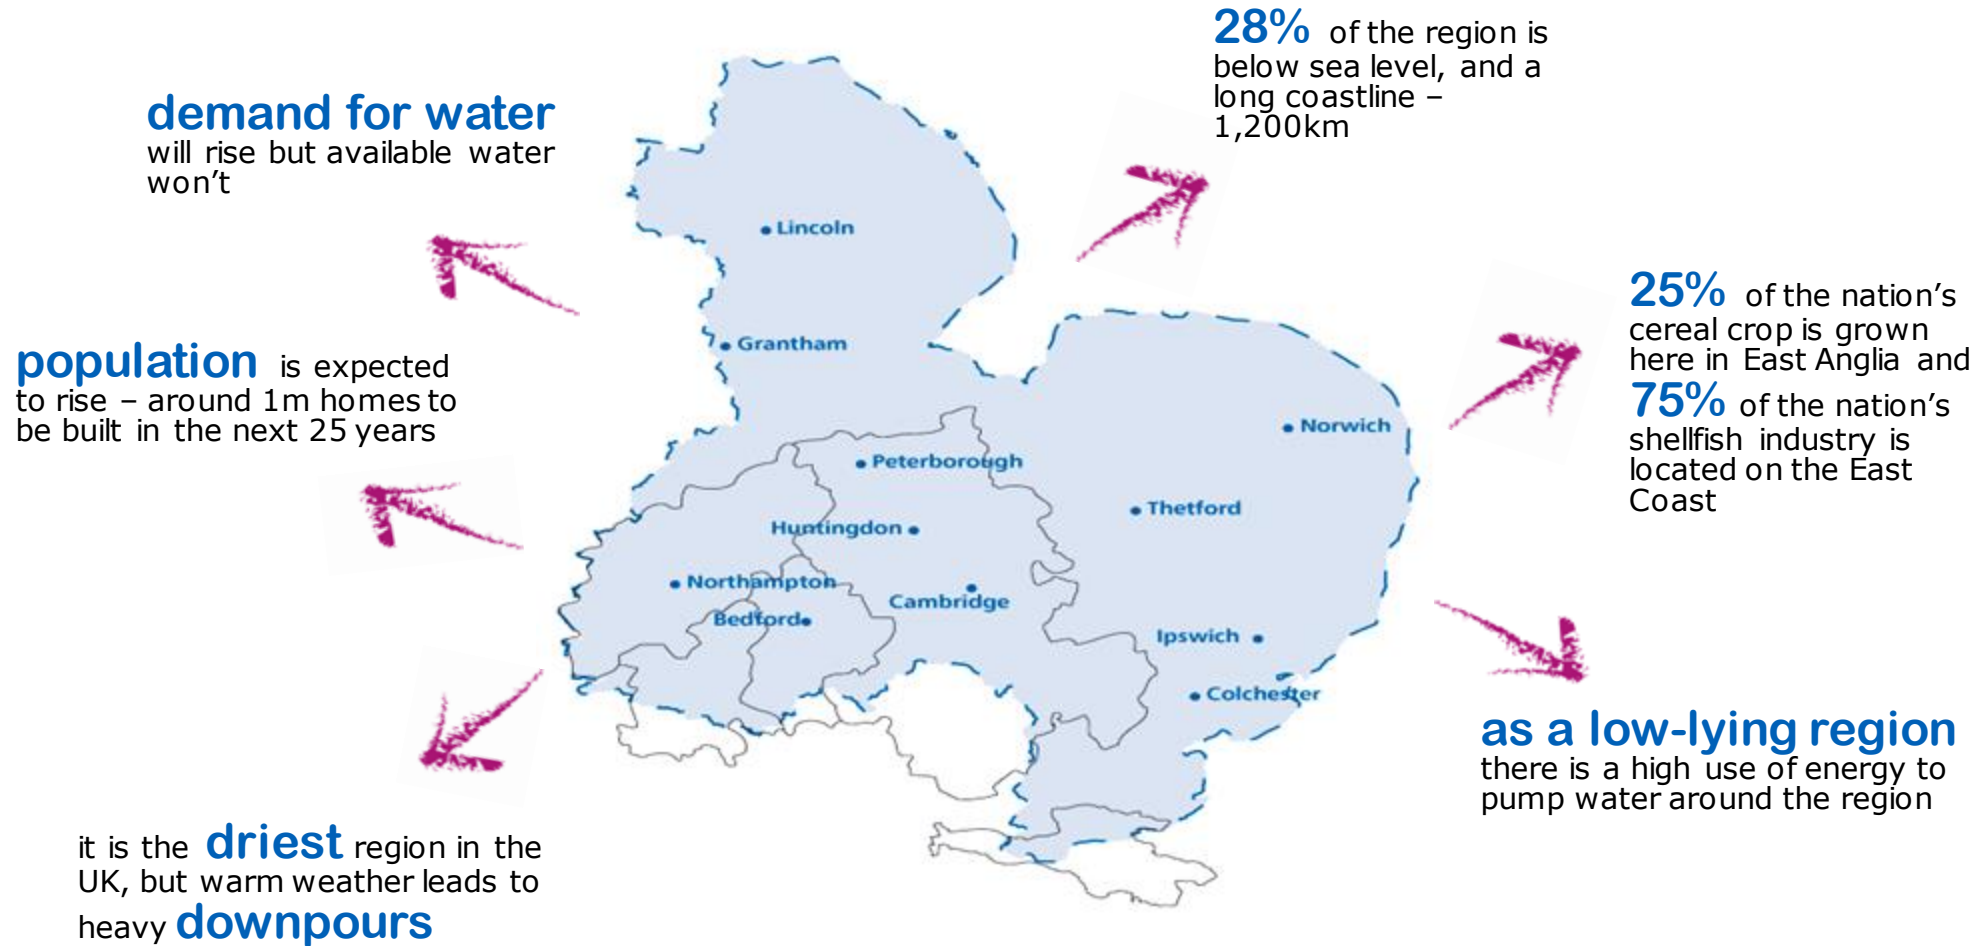 28% of the region is
below sea level, and a
long coastline –
1,200km
demand for water
will rise but available water
won’t
Lincoln
25% of the nation’s
cereal crop is grown
here in East Anglia and
75% of the nation’s
shellfish industry is
located on the East
Coast
population is expected
to rise – around 1m homes to
be built in the next 25 years
Grantham
Norwich
Peterborough
Thetford
Huntingdon
Northampton
Cambridge
Bedford
Ipswich
Colchester
as a low-lying region
there is a high use of energy to
pump water around the region
it is the driest region in the
UK, but warm weather leads to
heavy downpours